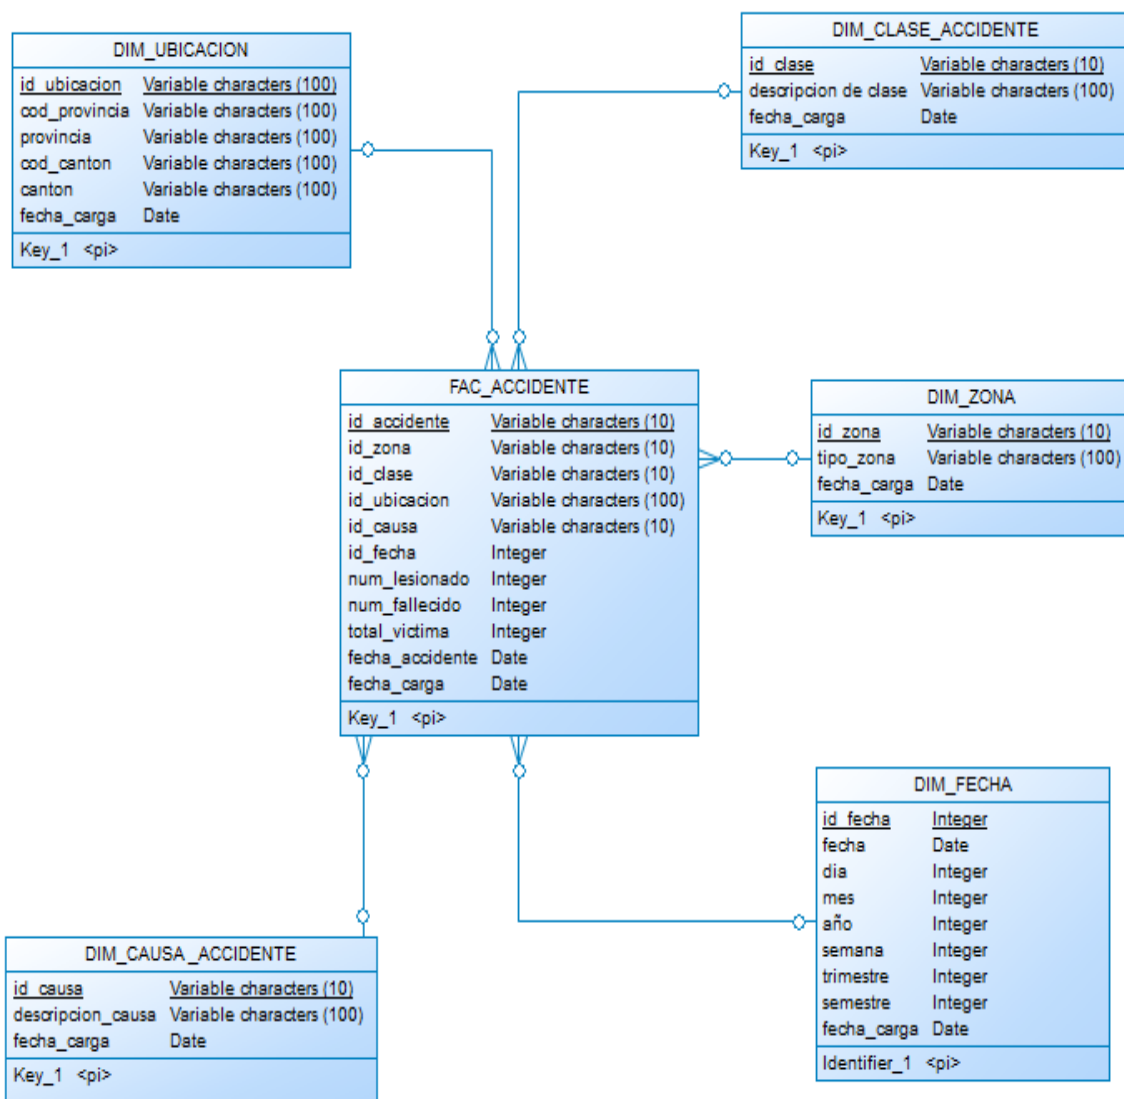 DIM_UBICACION
id_ubicacion Variable characters (100)
cod_provincia Variable characters (100)
provincia Variable characters (100)
cod_canton Variable characters (100)
canton Variable characters (100)
fecha_carga Date
Key_1 <pi>
DIM_CLASE_ACCIDENTE
id_clase Variable characters (10)
descripcion de clase Variable characters (100)
fecha_carga Date
Key_1 <pi>
FAC_ACCIDENTE
id_accidente Variable characters (10)
id_zona Variable characters (10)
id_clase Variable characters (10)
id_ubicacion Variable characters (100)
id_causa Variable characters (10)
id_fecha Integer
num_lesionado Integer
num_fallecido Integer
total_victima Integer
fecha_accidente Date
fecha_carga Date
Key_1 <pi>
DIM_ZONA
id_zona Variable characters (10)
tipo_zona Variable characters (100)
fecha_carga Date
Key_1 <pi>
DIM_FECHA
id_fecha Integer
fecha Date
dia Integer
mes Integer
año Integer
semana Integer
trimestre Integer
semestre Integer
fecha_carga Date
Identifier_1 <pi>
DIM_CAUSA_ACCIDENTE
id_causa Variable characters (10)
descripcion_causa Variable characters (100)
fecha_carga Date
Key_1 <pi>